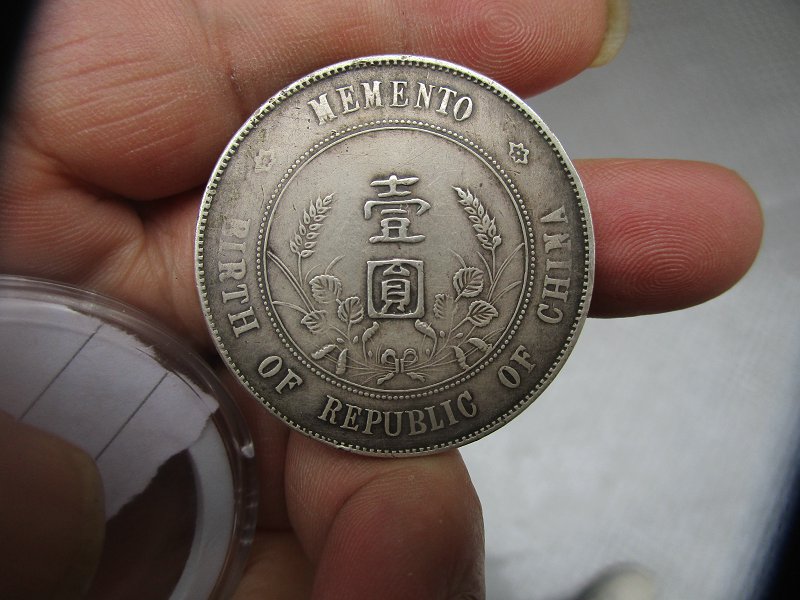 MEMENTO
壹
圓
BIRTH OF REPUBLIC OF CHINA